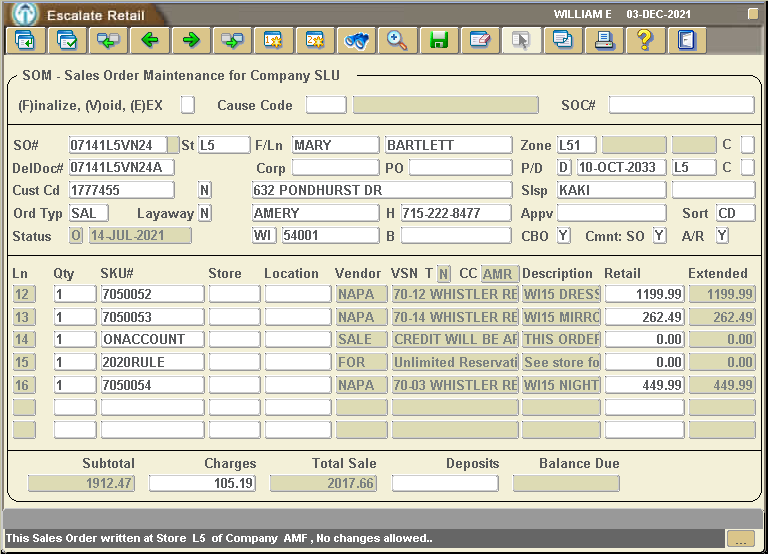 Escalate Retail WILLIAM E 03-DEC-2021
SOM - Sales Order Maintenance for Company SLU
(F)inalize, (V)oid, (E)EX Cause Code SOC#
SO# 07141L5VN24 St L5 F/Ln MARY BARTLETT Zone L51 C
DelDoc# 07141L5VN24A Corp PO P/D D 10-OCT-2033 L5 C
Cust Cd 1777455 N 632 PONDHURST DR Slsp KAKI
Ord Typ SAL Layaway N AMERY H 715-222-8477 Appv Sort CD
Status O 14-JUL-2021 WI 54001 B CBO Y Cmnt: SO Y A/R Y
Ln Qty SKU# Store Location Vendor VSN T N CC AMR Description Retail Extended
12 1 7050052 NAPA 70-12 WHISTLER RE WI15 DRESS 1199.99 1199.99
13 1 7050053 NAPA 70-14 WHISTLER RE WI15 MIRRO 262.49 262.49
14 1 ONACCOUNT SALE CREDIT WILL BE AP THIS ORDER 0.00 0.00
15 1 2020RULE FOR Unlimited Reservati See store fo 0.00 0.00
16 1 7050054 NAPA 70-03 WHISTLER RE WI15 NIGHT 449.99 449.99
Subtotal Charges Total Sale Deposits Balance Due
1912.47 105.19 2017.66
This Sales Order written at Store L5 of Company AMF , No changes allowed.. ...